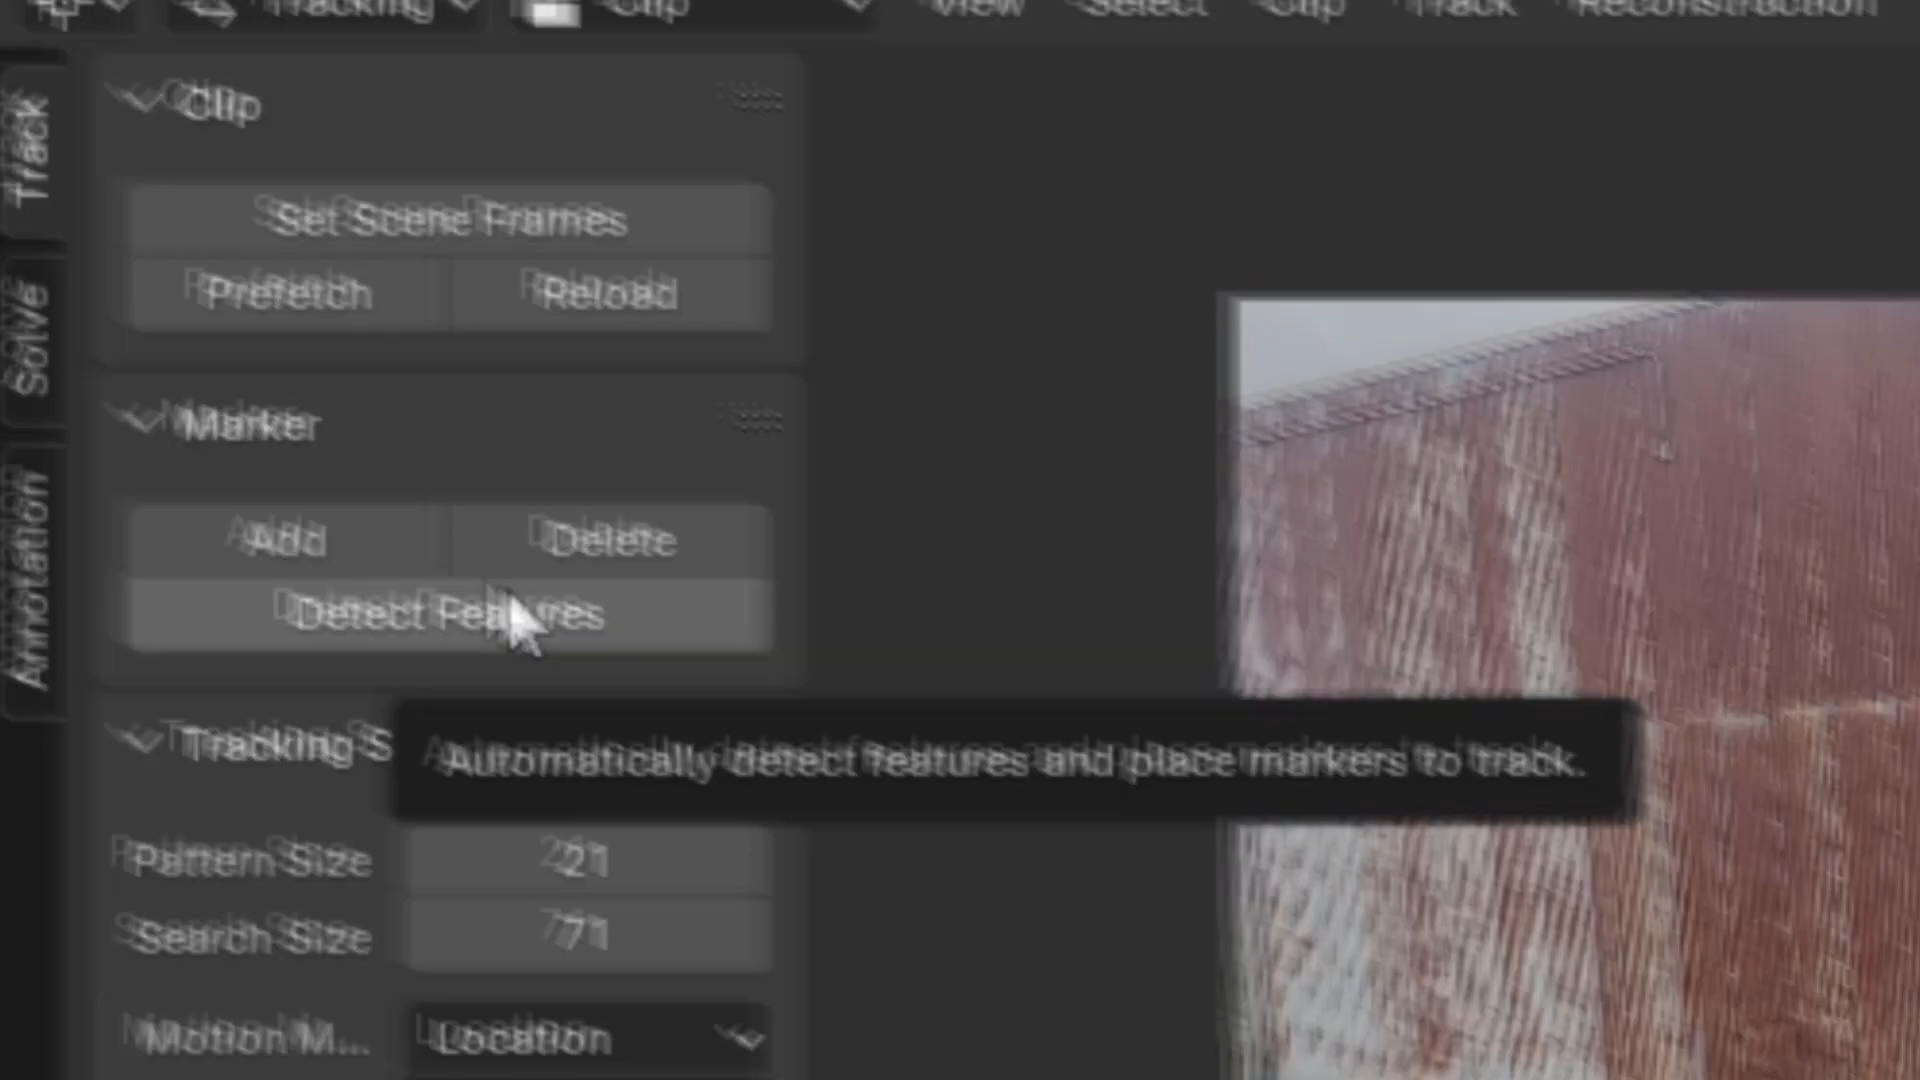 Tracking Clip View Select Clip Track Reconstruction
Track
Solve
Annotation
Clip
Set Scene Frames
Prefetch Reload
Marker
Add Delete
Detect Features
Tracking S
Automatically detect features and place markers to track.
Pattern Size 21
Search Size 71
Motion M... Location